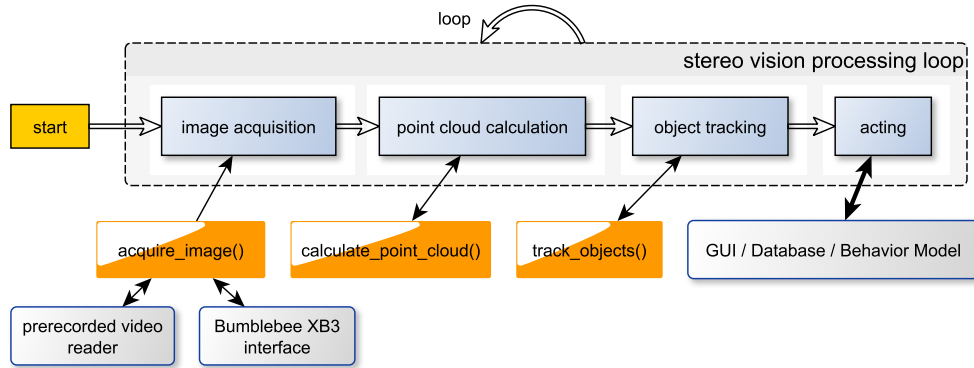 loop
stereo vision processing loop
start
image acquisition
point cloud calculation
object tracking
acting
acquire_image()
calculate_point_cloud()
track_objects()
GUI / Database / Behavior Model
prerecorded video
reader
Bumblebee XB3
interface